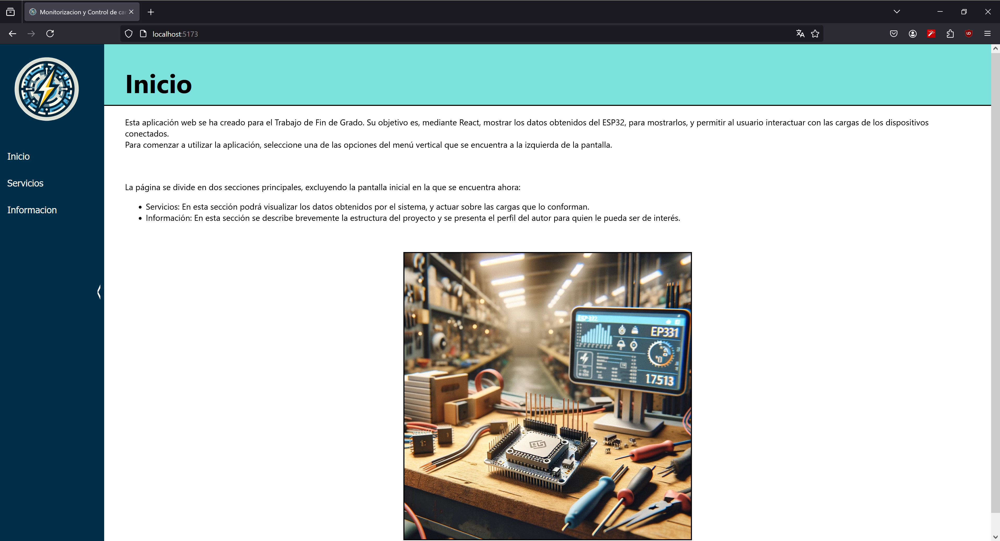 Monitorizacion y Control de car
localhost:5173
Inicio
Servicios
Informacion
Inicio
Esta aplicación web se ha creado para el Trabajo de Fin de Grado. Su objetivo es, mediante React, mostrar los datos obtenidos del ESP32, para mostrarlos, y permitir al usuario interactuar con las cargas de los dispositivos
conectados.
Para comenzar a utilizar la aplicación, seleccione una de las opciones del menú vertical que se encuentra a la izquierda de la pantalla.
La página se divide en dos secciones principales, excluyendo la pantalla inicial en la que se encuentra ahora:
• Servicios: En esta sección podrá visualizar los datos obtenidos por el sistema, y actuar sobre las cargas que lo conforman.
• Información: En esta sección se describe brevemente la estructura del proyecto y se presenta el perfil del autor para quien le pueda ser de interés.
EP331
17.513